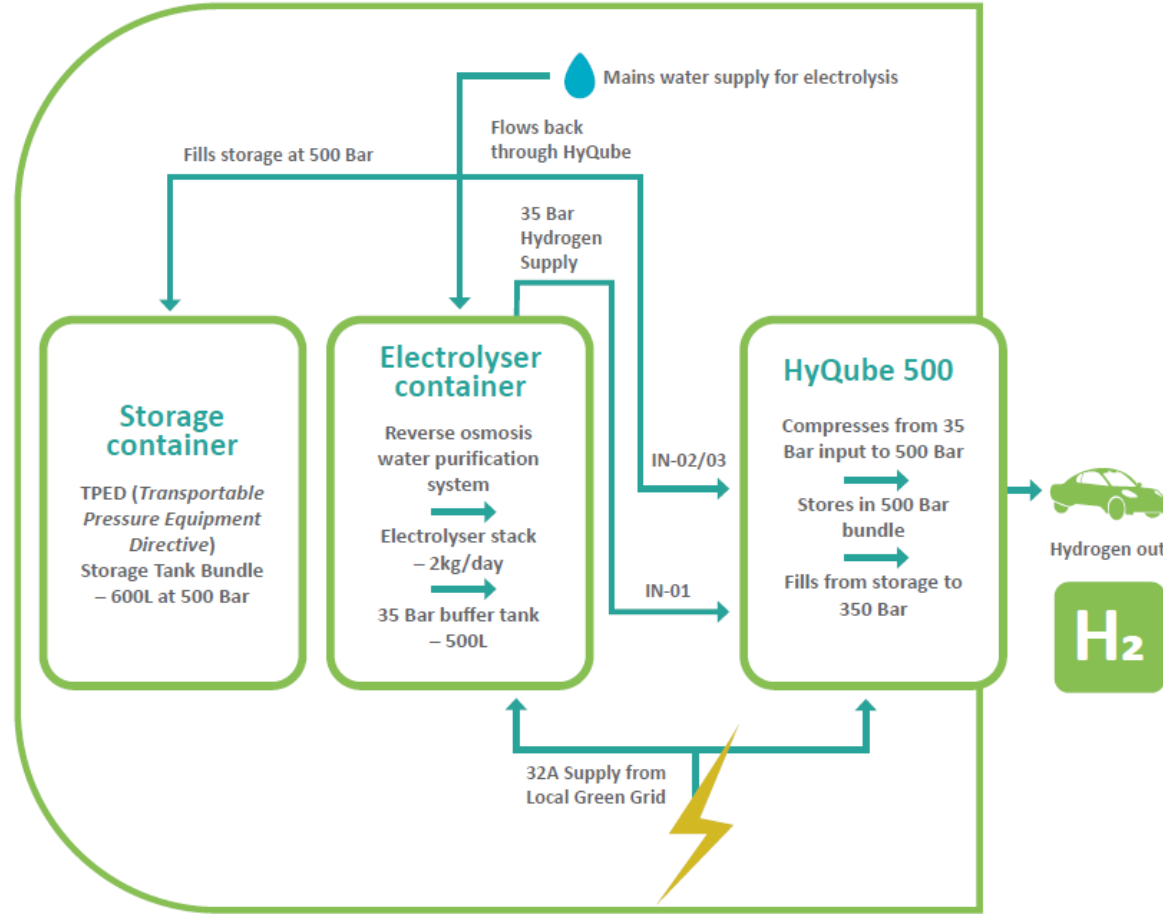 Mains water supply for electrolysis
Flows back
through HyQube
Fills storage at 500 Bar
35 Bar
Hydrogen
Supply
Storage
container
TPED (Transportable
Pressure Equipment
Directive)
Storage Tank Bundle
– 600L at 500 Bar
Electrolyser
container
Reverse osmosis
water purification
system
Electrolyser stack
– 2kg/day
35 Bar buffer tank
– 500L
IN-02/03
IN-01
HyQube 500
Compresses from 35
Bar input to 500 Bar
Stores in 500 Bar
bundle
Fills from storage to
350 Bar
Hydrogen out
H₂
32A Supply from
Local Green Grid